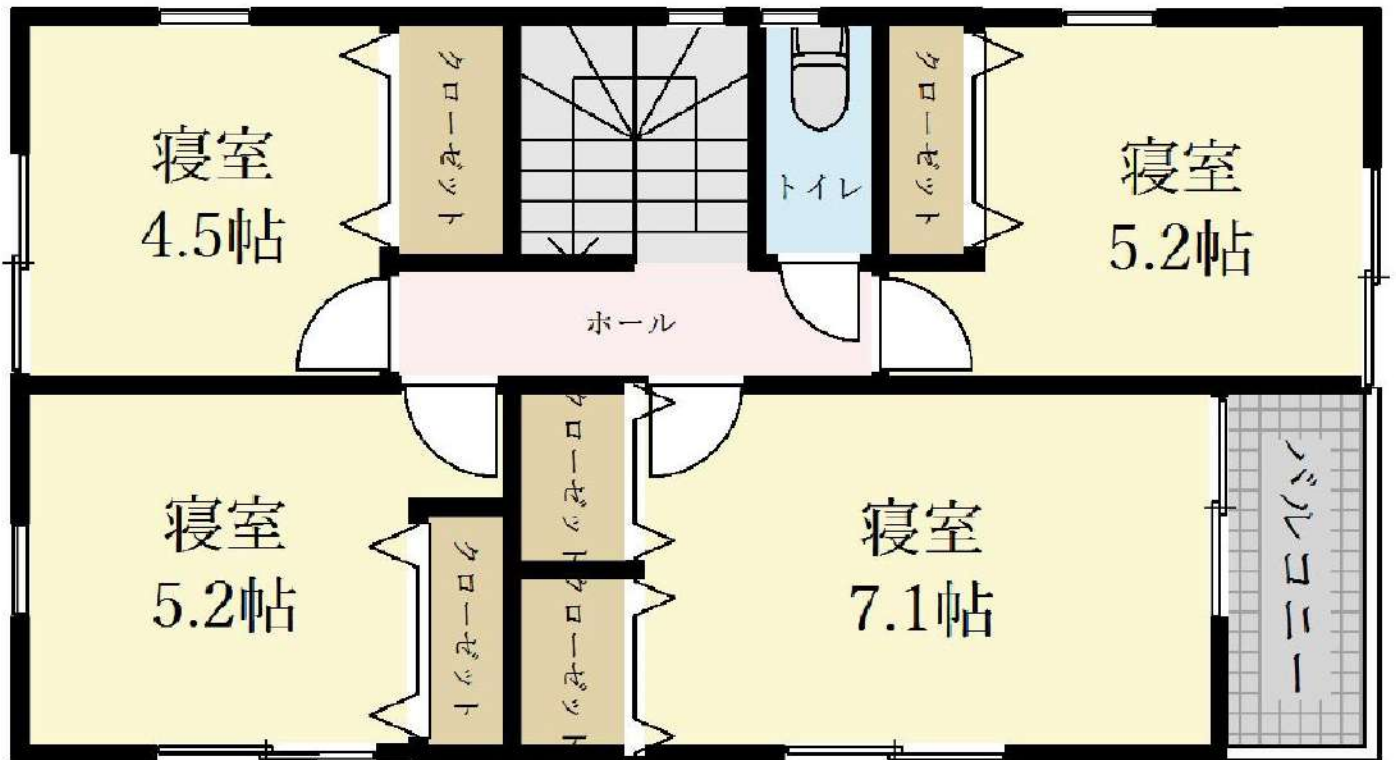 寝室
4.5帖
クローゼット
トイレ
クローゼット
寝室
5.2帖
ホール
寝室
5.2帖
クローゼット
クローゼット
クローゼット
寝室
7.1帖
バルコニー